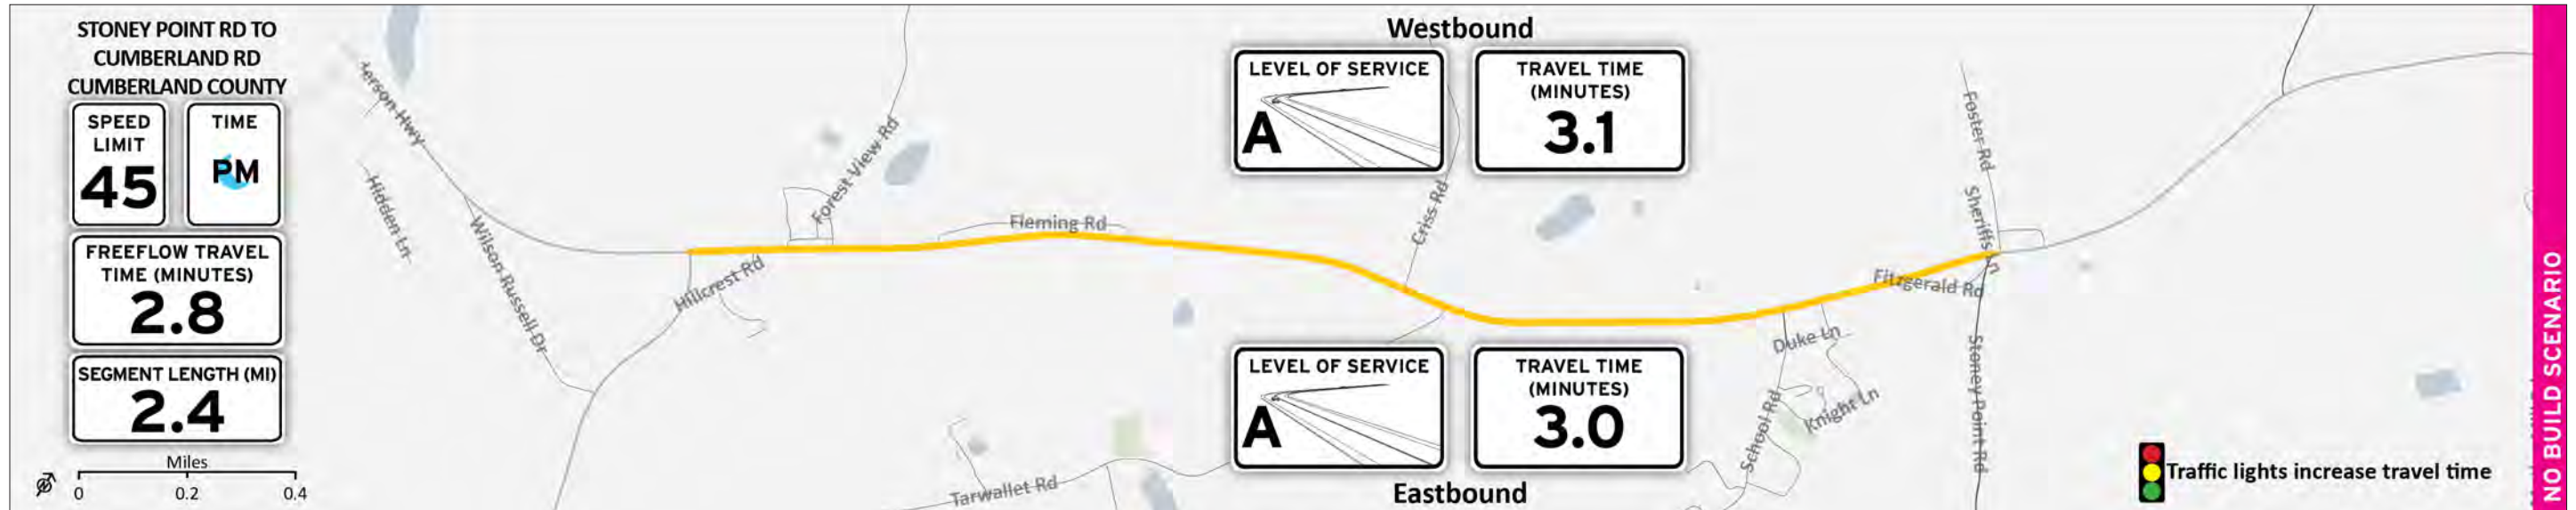 STONEY POINT RD TO
CUMBERLAND RD
CUMBERLAND COUNTY
SPEED
LIMIT
45
TIME
PM
FREEFLOW TRAVEL
TIME (MINUTES)
2.8
SEGMENT LENGTH (MI)
2.4
Miles
0 0.2 0.4
erson Hwy
Hidden Ln
Wilson Russell Dr
Hillcrest Rd
Forest View Rd
Fleming Rd
Tarwallet Rd
Westbound
LEVEL OF SERVICE
A
TRAVEL TIME
(MINUTES)
3.1
Criss Rd
LEVEL OF SERVICE
A
TRAVEL TIME
(MINUTES)
3.0
Eastbound
Foster Rd
Sheriffs Ln
Fitzgerald Rd
Duke Ln
Knight Ln
School Rd
Stoney Point Rd
Traffic lights increase travel time
NO BUILD SCENARIO